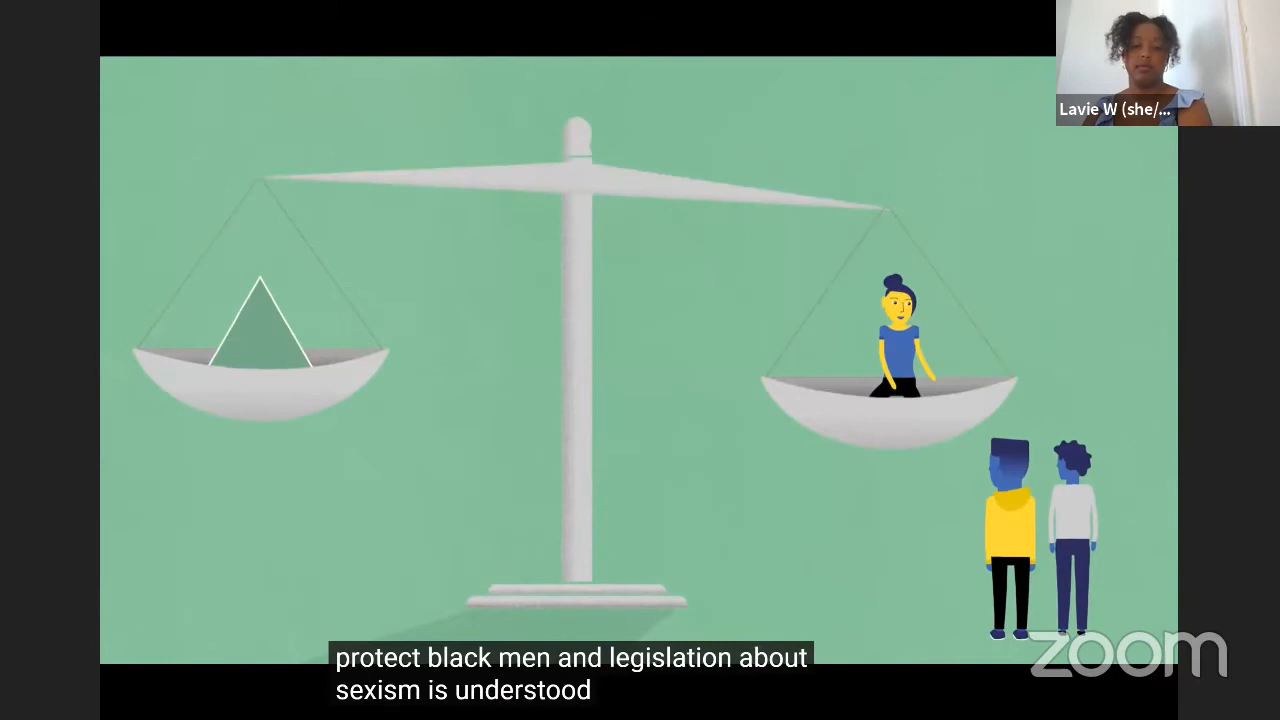 Lavie W (she/...
protect black men and legislation about
sexism is understood
zoom